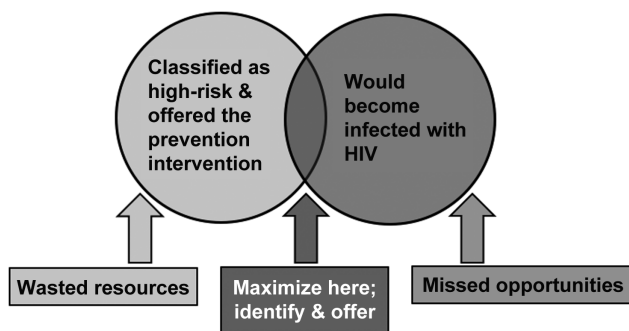 Classified as
high-risk &
offered the
prevention
intervention
Would
become
infected with
HIV
Wasted resources
Maximize here;
identify & offer
Missed opportunities